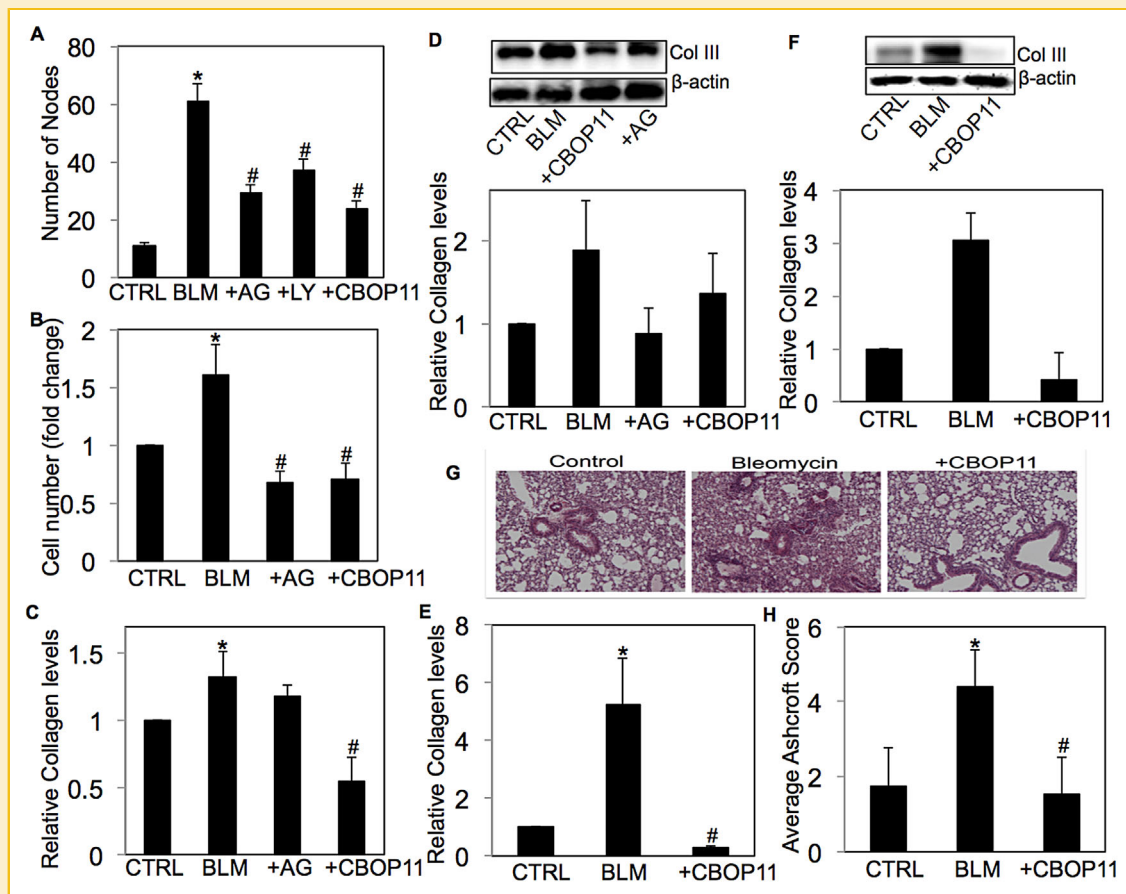 A
Number of Nodes
80
60
40
20
0
*
#
#
#
CTRL BLM +AG +LY +CBOP11
B
Cell number (fold change)
2
1.5
1
0.5
0
*
#
#
CTRL BLM +AG +CBOP11
C
Relative Collagen levels
1.5
1
0.5
0
*
#
CTRL BLM +AG +CBOP11
D
Col III
β-actin
CTRL
BLM
+CBOP11
+AG
Relative Collagen levels
2
1
0
CTRL BLM +AG +CBOP11
F
Col III
β-actin
CTRL
BLM
+CBOP11
Relative Collagen levels
4
3
2
1
0
CTRL BLM +CBOP11
G
Control Bleomycin +CBOP11
E
Relative Collagen levels
8
6
4
2
0
*
#
CTRL BLM +CBOP11
H
Average Ashcroft Score
6
4
2
0
*
#
CTRL BLM +CBOP11